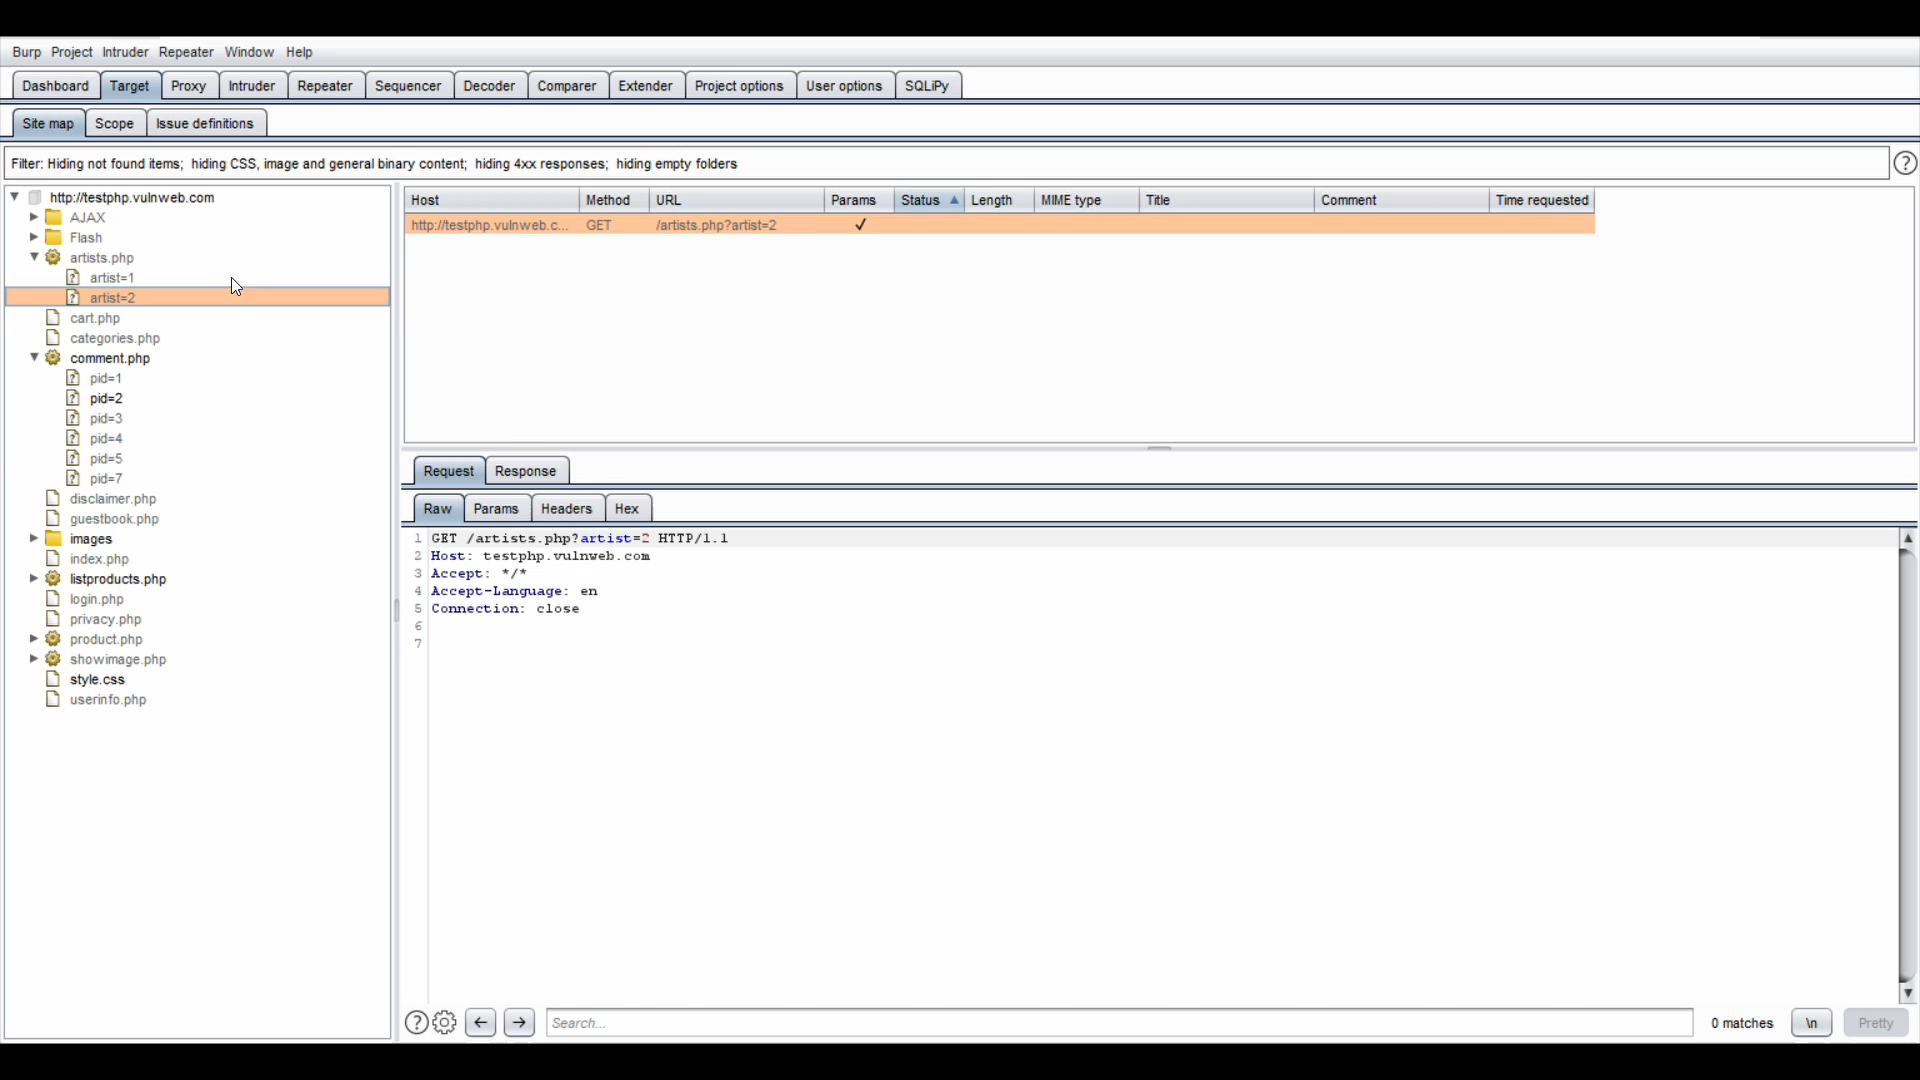 Burp Project Intruder Repeater Window Help
Dashboard Target Proxy Intruder Repeater Sequencer Decoder Comparer Extender Project options User options SQLiPy
Site map Scope Issue definitions
Filter: Hiding not found items; hiding CSS, image and general binary content; hiding 4xx responses; hiding empty folders
http://testphp.vulnweb.com
AJAX
Flash
artists.php
artist=1
artist=2
cart.php
categories.php
comment.php
pid=1
pid=2
pid=3
pid=4
pid=5
pid=7
disclaimer.php
guestbook.php
images
index.php
listproducts.php
login.php
privacy.php
product.php
showimage.php
style.css
userinfo.php
Host Method URL Params Status Length MIME type Title Comment Time requested
http://testphp.vulnweb.c... GET /artists.php?artist=2 ✓
Request Response
Raw Params Headers Hex
1 GET /artists.php?artist=2 HTTP/1.1
2 Host: testphp.vulnweb.com
3 Accept: */*
4 Accept-Language: en
5 Connection: close
6
7
Search... 0 matches \n Pretty